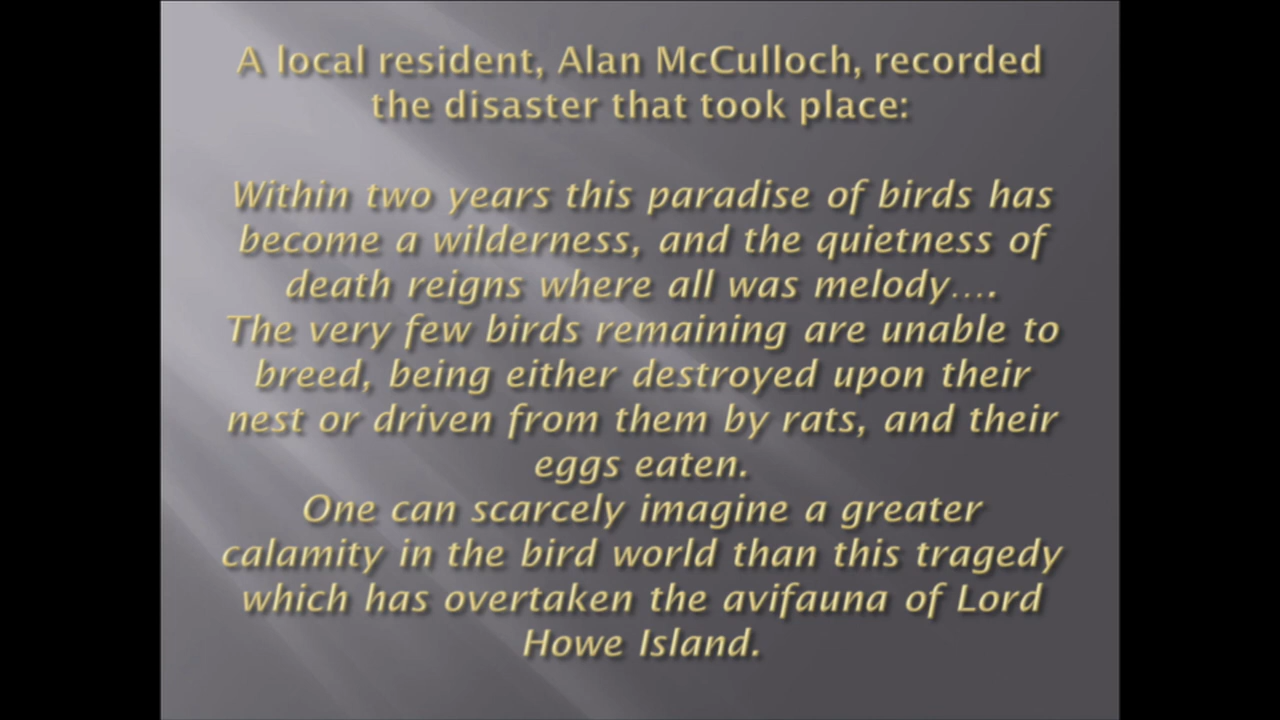 A local resident, Alan McCulloch, recorded
the disaster that took place:
Within two years this paradise of birds has
become a wilderness, and the quietness of
death reigns where all was melody….
The very few birds remaining are unable to
breed, being either destroyed upon their
nest or driven from them by rats, and their
eggs eaten.
One can scarcely imagine a greater
calamity in the bird world than this tragedy
which has overtaken the avifauna of Lord
Howe Island.